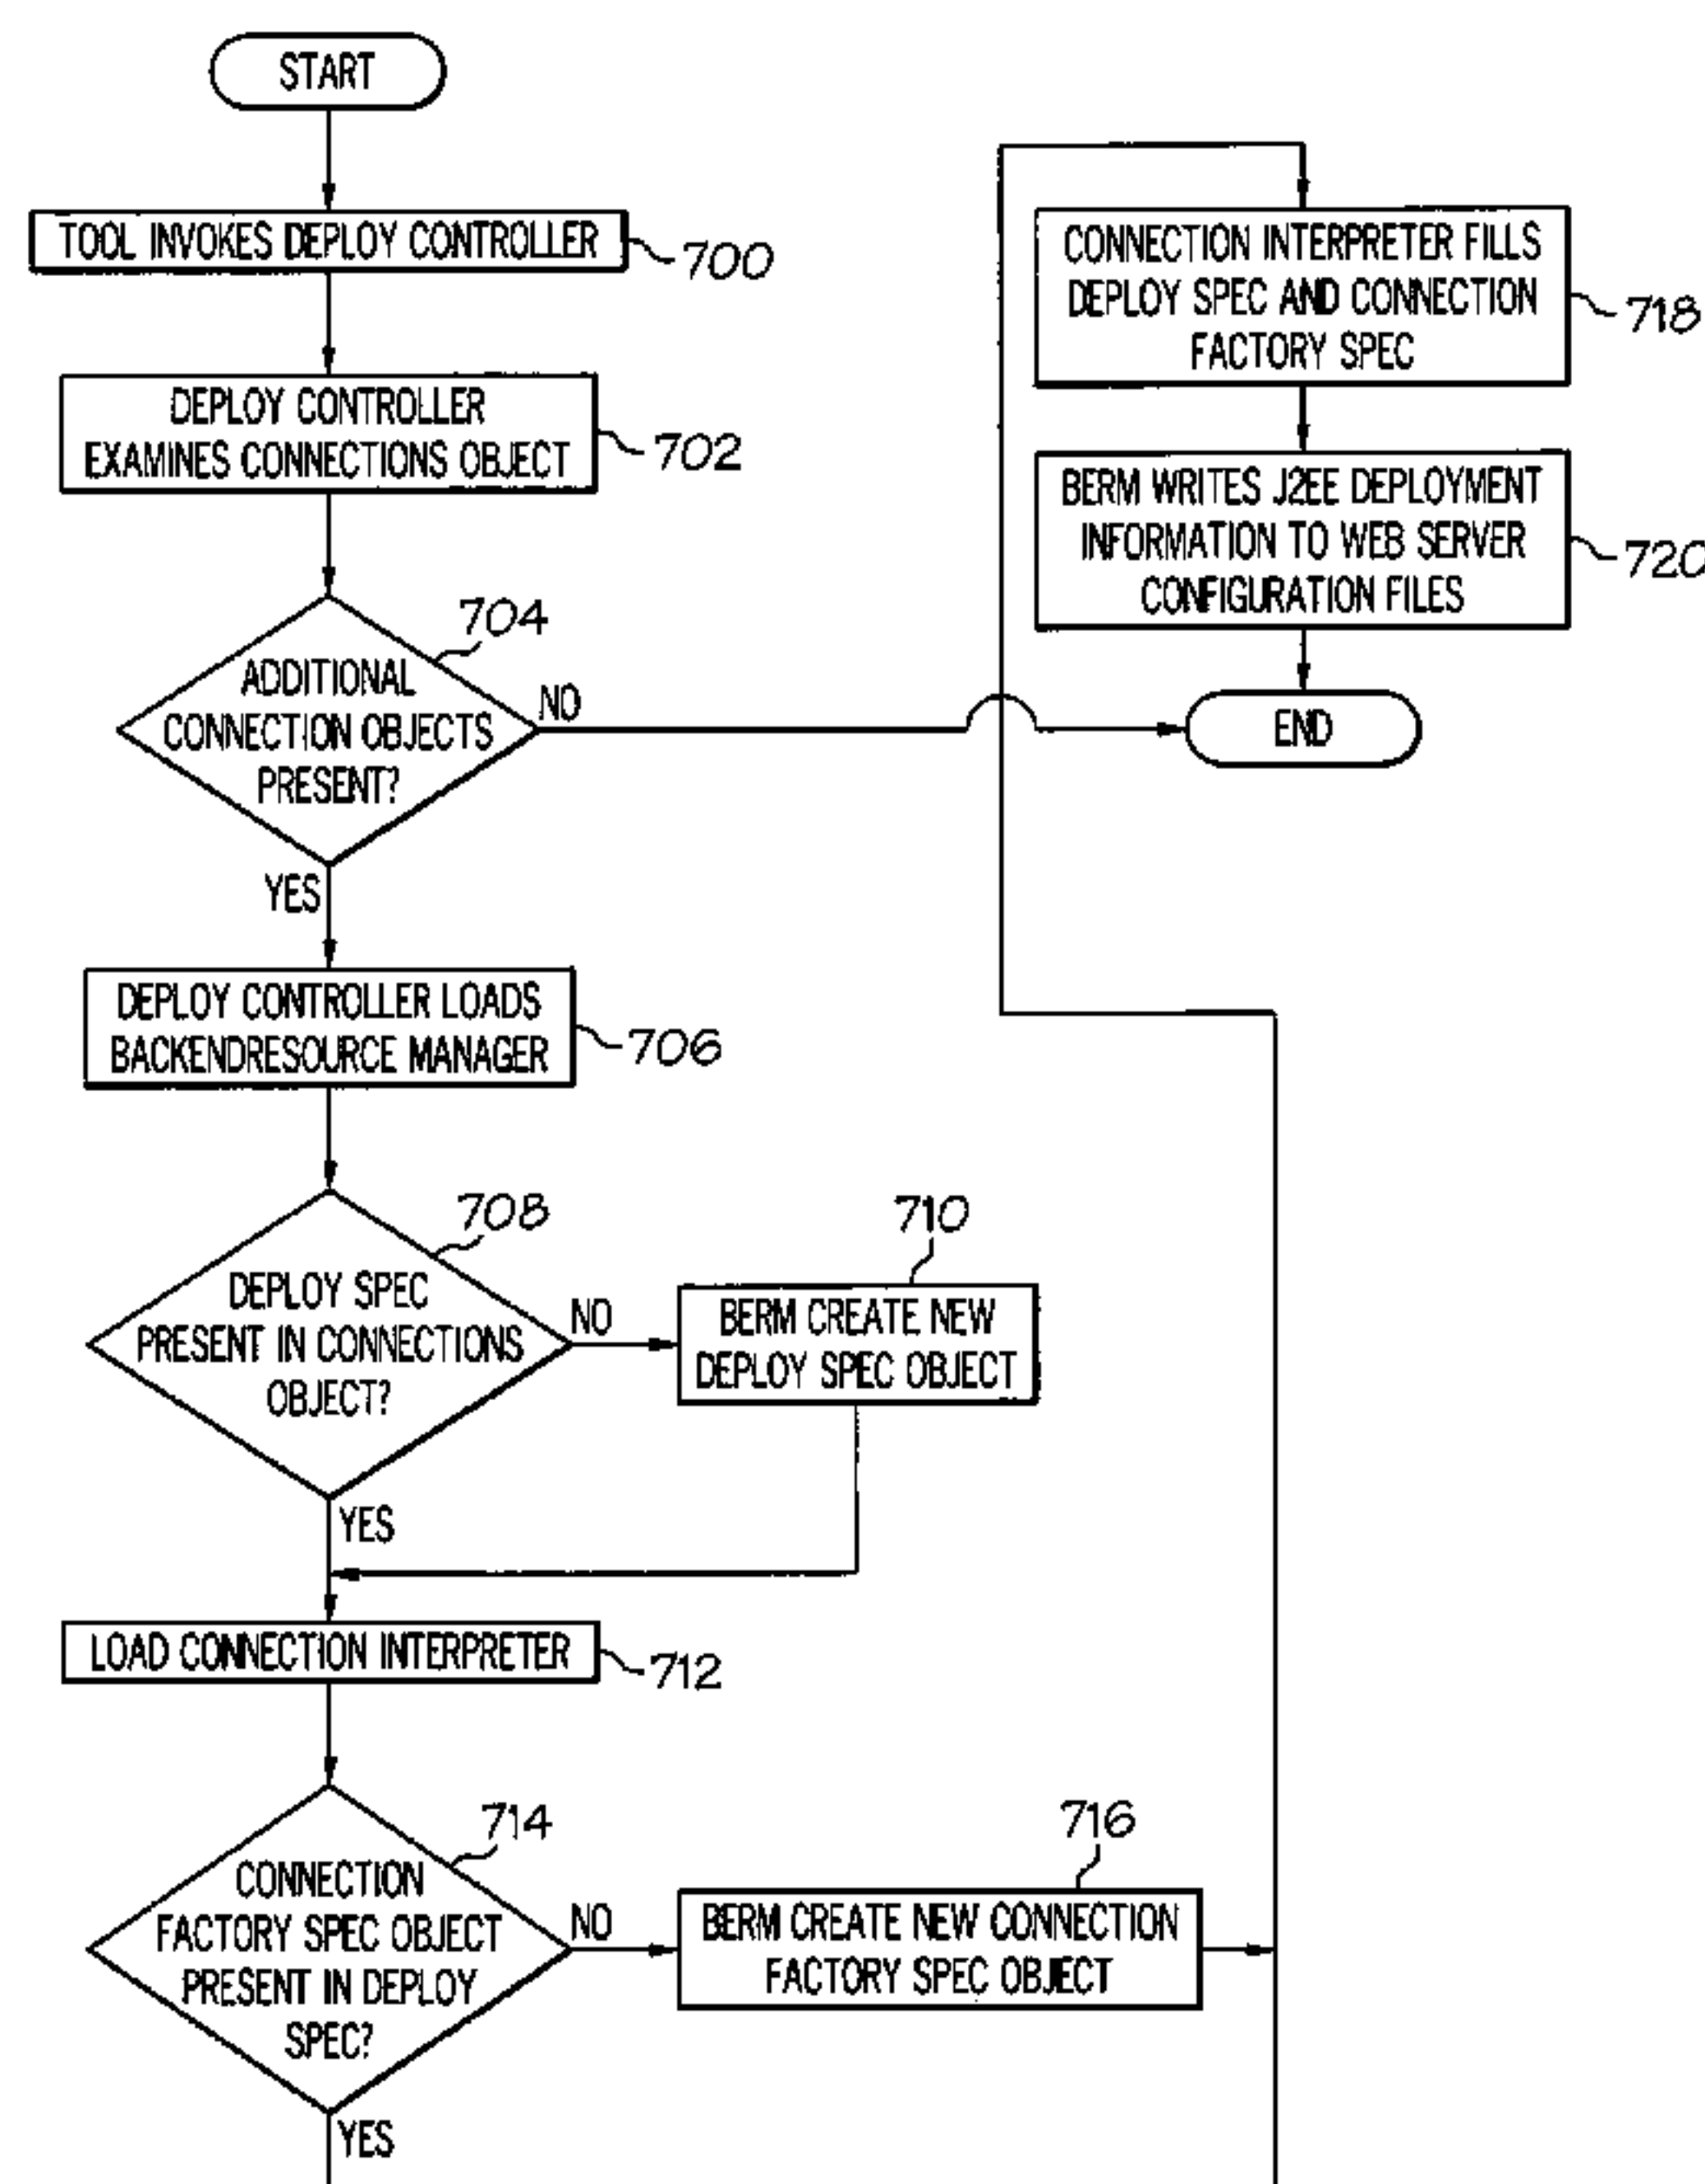 START
TOOL INVOKES DEPLOY CONTROLLER
700
DEPLOY CONTROLLER
EXAMINES CONNECTIONS OBJECT
702
704
ADDITIONAL
CONNECTION OBJECTS
PRESENT?
NO
YES
DEPLOY CONTROLLER LOADS
BACKENDRESOURCE MANAGER
706
708
DEPLOY SPEC
PRESENT IN CONNECTIONS
OBJECT?
NO
YES
710
BERM CREATE NEW
DEPLOY SPEC OBJECT
LOAD CONNECTION INTERPRETER
712
714
CONNECTION
FACTORY SPEC OBJECT
PRESENT IN DEPLOY
SPEC?
NO
YES
716
BERM CREATE NEW CONNECTION
FACTORY SPEC OBJECT
CONNECTION INTERPRETER FILLS
DEPLOY SPEC AND CONNECTION
FACTORY SPEC
718
BERM WRITES J2EE DEPLOYMENT
INFORMATION TO WEB SERVER
CONFIGURATION FILES
720
END